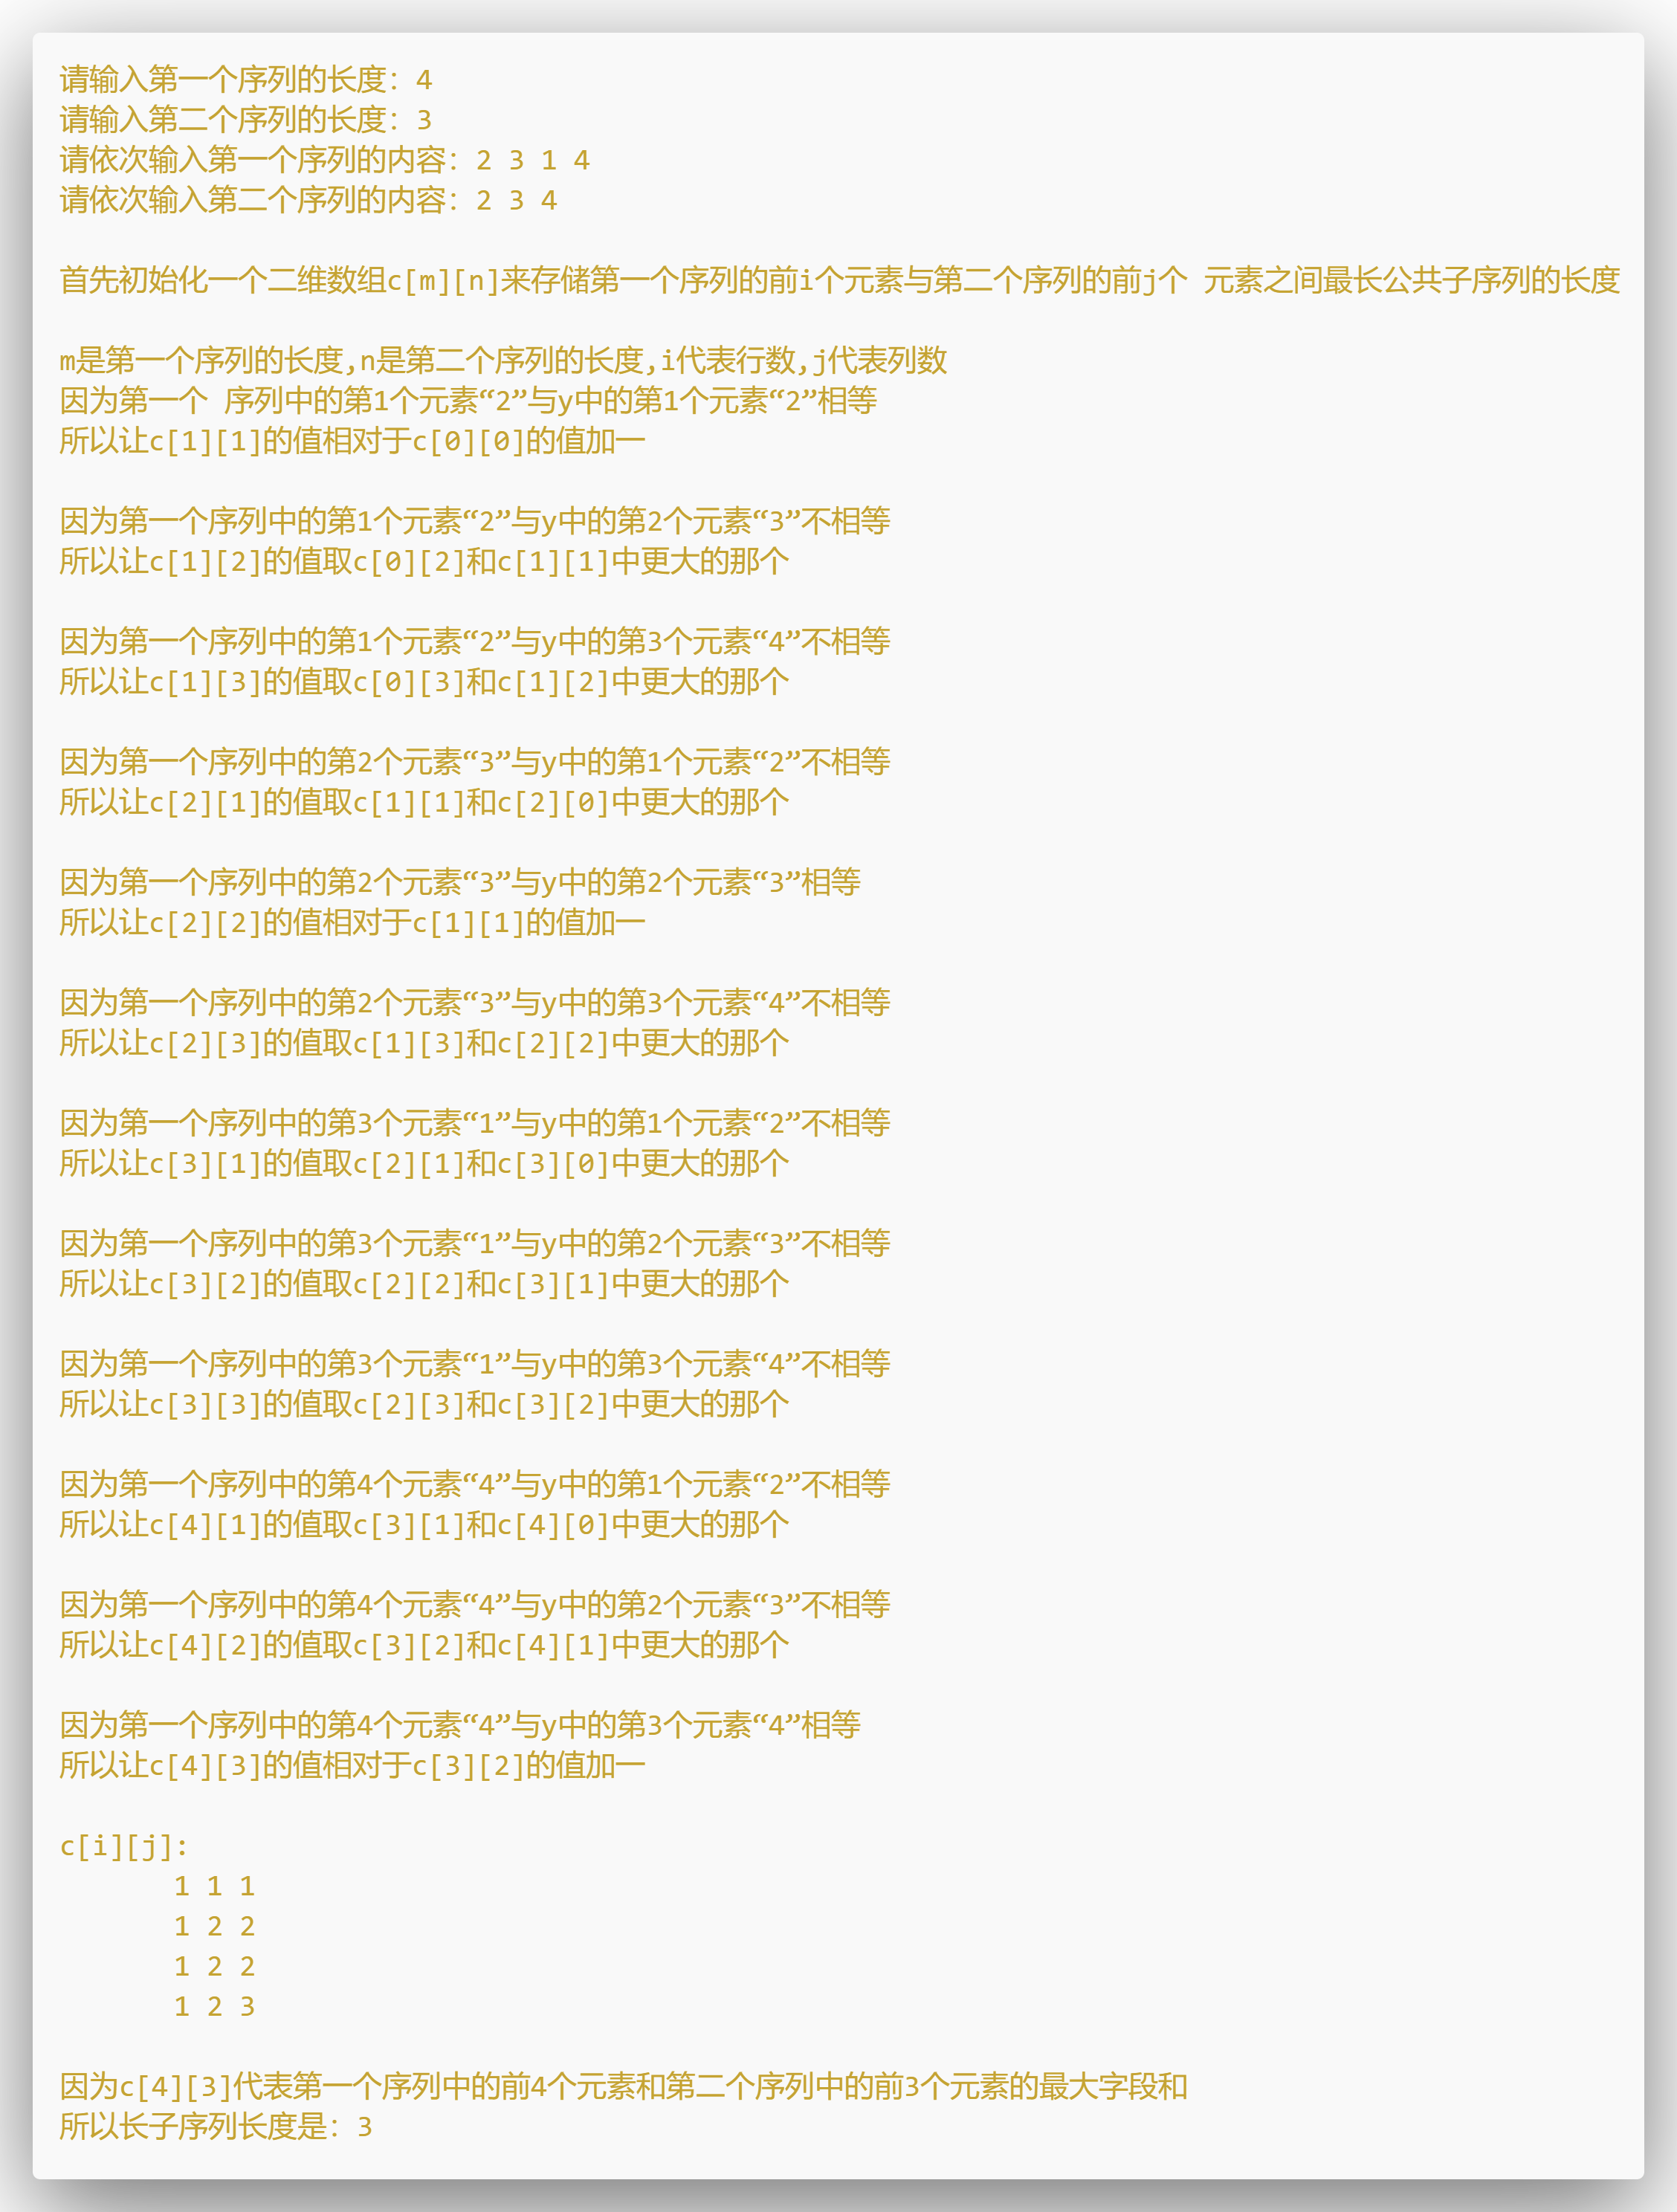 请输入第一个序列的长度：4
请输入第二个序列的长度：3
请依次输入第一个序列的内容：2 3 1 4
请依次输入第二个序列的内容：2 3 4
首先初始化一个二维数组c[m][n]来存储第一个序列的前i个元素与第二个序列的前j个 元素之间最长公共子序列的长度
m是第一个序列的长度,n是第二个序列的长度,i代表行数,j代表列数
因为第一个 序列中的第1个元素“2”与y中的第1个元素“2”相等
所以让c[1][1]的值相对于c[0][0]的值加一
因为第一个序列中的第1个元素“2”与y中的第2个元素“3”不相等
所以让c[1][2]的值取c[0][2]和c[1][1]中更大的那个
因为第一个序列中的第1个元素“2”与y中的第3个元素“4”不相等
所以让c[1][3]的值取c[0][3]和c[1][2]中更大的那个
因为第一个序列中的第2个元素“3”与y中的第1个元素“2”不相等
所以让c[2][1]的值取c[1][1]和c[2][0]中更大的那个
因为第一个序列中的第2个元素“3”与y中的第2个元素“3”相等
所以让c[2][2]的值相对于c[1][1]的值加一
因为第一个序列中的第2个元素“3”与y中的第3个元素“4”不相等
所以让c[2][3]的值取c[1][3]和c[2][2]中更大的那个
因为第一个序列中的第3个元素“1”与y中的第1个元素“2”不相等
所以让c[3][1]的值取c[2][1]和c[3][0]中更大的那个
因为第一个序列中的第3个元素“1”与y中的第2个元素“3”不相等
所以让c[3][2]的值取c[2][2]和c[3][1]中更大的那个
因为第一个序列中的第3个元素“1”与y中的第3个元素“4”不相等
所以让c[3][3]的值取c[2][3]和c[3][2]中更大的那个
因为第一个序列中的第4个元素“4”与y中的第1个元素“2”不相等
所以让c[4][1]的值取c[3][1]和c[4][0]中更大的那个
因为第一个序列中的第4个元素“4”与y中的第2个元素“3”不相等
所以让c[4][2]的值取c[3][2]和c[4][1]中更大的那个
因为第一个序列中的第4个元素“4”与y中的第3个元素“4”相等
所以让c[4][3]的值相对于c[3][2]的值加一
c[i][j]:
1 1 1
1 2 2
1 2 2
1 2 3
因为c[4][3]代表第一个序列中的前4个元素和第二个序列中的前3个元素的最大字段和
所以长子序列长度是：3